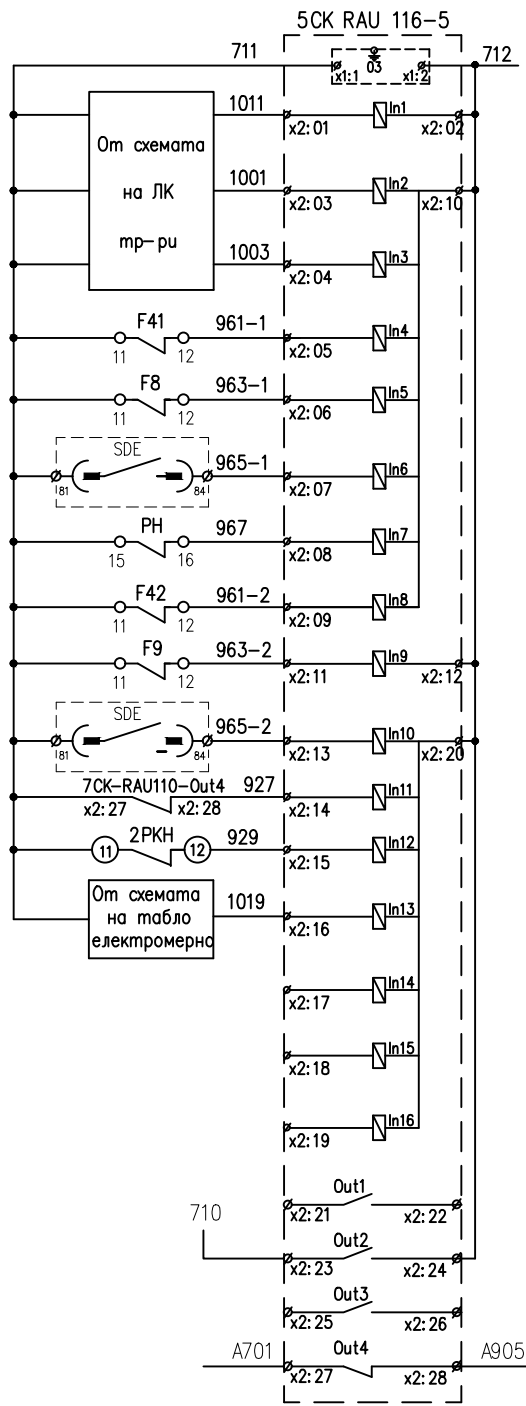 5CK RAU 116-5
711
712
x1:1
03
x1:2
1011
x2:01
In1
x2:02
От схемата
на ЛК
тр-ри
1001
x2:03
In2
x2:10
1003
x2:04
In3
F41
11
12
961-1
x2:05
In4
F8
11
12
963-1
x2:06
In5
SDE
81
84
965-1
x2:07
In6
PH
15
16
967
x2:08
In7
F42
11
12
961-2
x2:09
In8
F9
11
12
963-2
x2:11
In9
x2:12
SDE
81
84
965-2
x2:13
In10
x2:20
7CK-RAU110-Out4
x2:27
x2:28
927
x2:14
In11
11
2PKH
12
929
x2:15
In12
От схемата
на табло
електромерно
1019
x2:16
In13
x2:17
In14
x2:18
In15
x2:19
In16
Out1
x2:21
x2:22
710
Out2
x2:23
x2:24
Out3
x2:25
x2:26
A701
Out4
A905
x2:27
x2:28